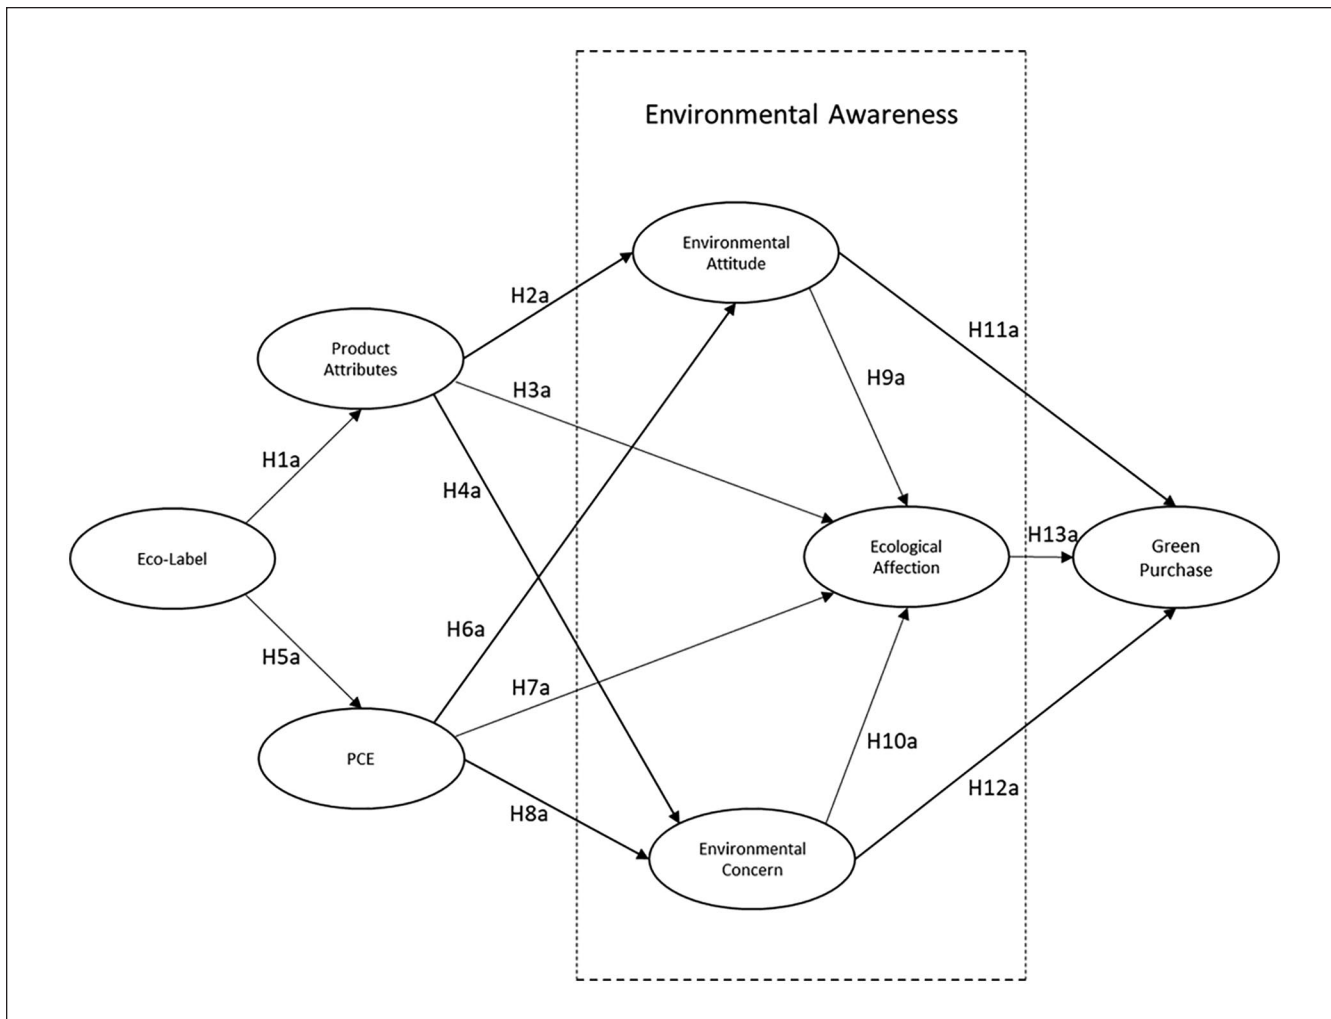 Environmental Awareness
Environmental
Attitude
H2a
H11a
Product
Attributes
H3a
H9a
H1a
H4a
Eco-Label
Ecological
Affection
H13a
Green
Purchase
H6a
H5a
H7a
PCE
H10a
H8a
H12a
Environmental
Concern